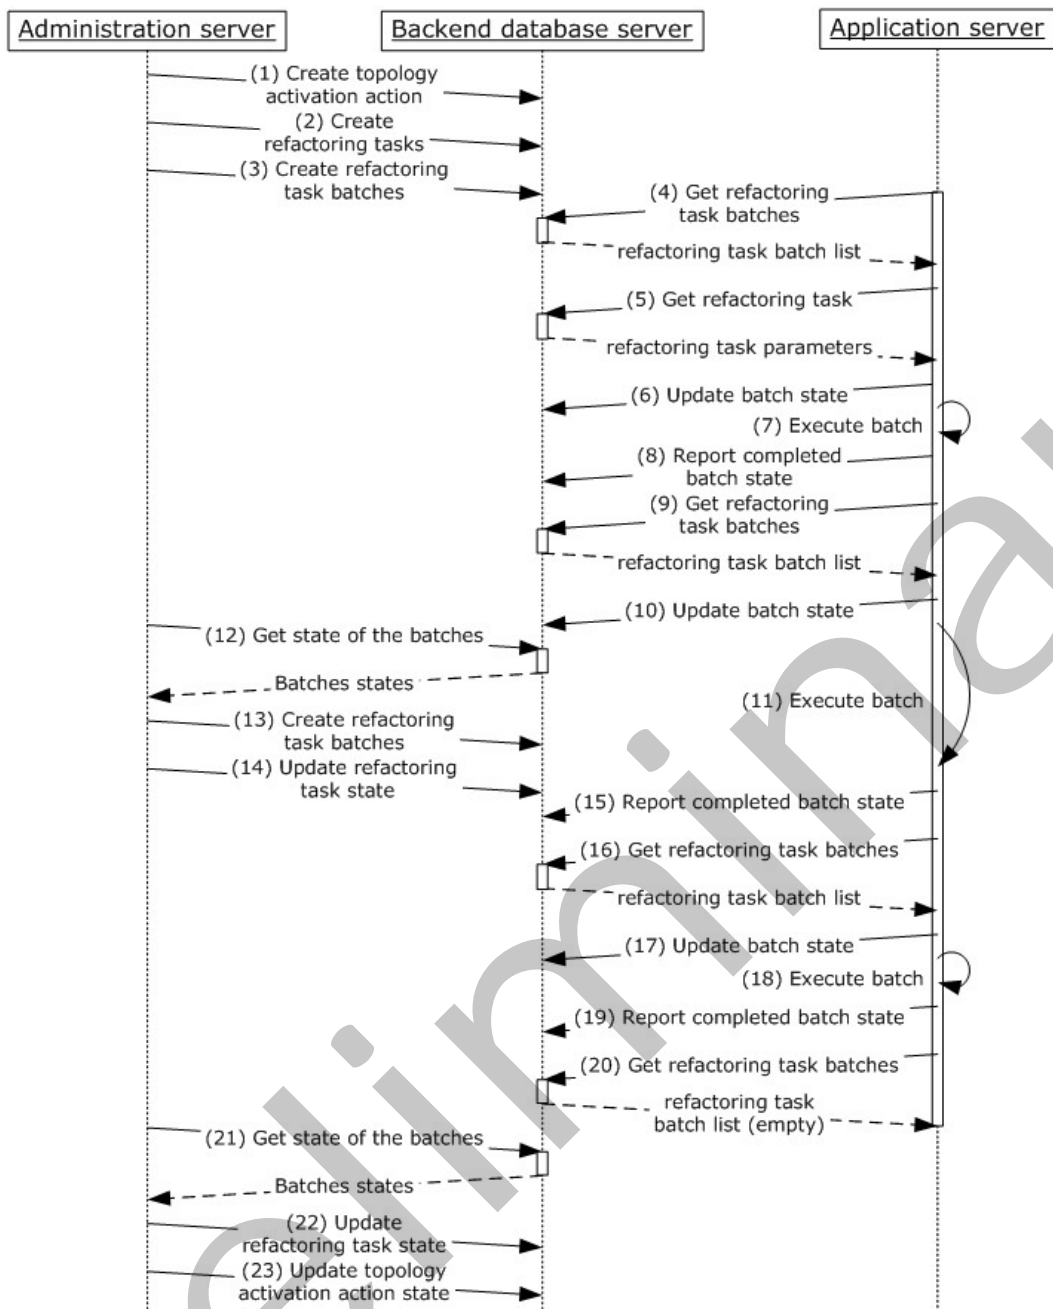 Administration server
Backend database server
Application server
(1) Create topology
activation action
(2) Create
refactoring tasks
(3) Create refactoring
task batches
(4) Get refactoring
task batches
refactoring task batch list
(5) Get refactoring task
refactoring task parameters
(6) Update batch state
(7) Execute batch
(8) Report completed
batch state
(9) Get refactoring
task batches
refactoring task batch list
(10) Update batch state
(12) Get state of the batches
Batches states
(11) Execute batch
(13) Create refactoring
task batches
(14) Update refactoring
task state
(15) Report completed batch state
(16) Get refactoring task batches
refactoring task batch list
(17) Update batch state
(18) Execute batch
(19) Report completed batch state
(20) Get refactoring task batches
refactoring task
batch list (empty)
(21) Get state of the batches
Batches states
(22) Update
refactoring task state
(23) Update topology
activation action state
elimina